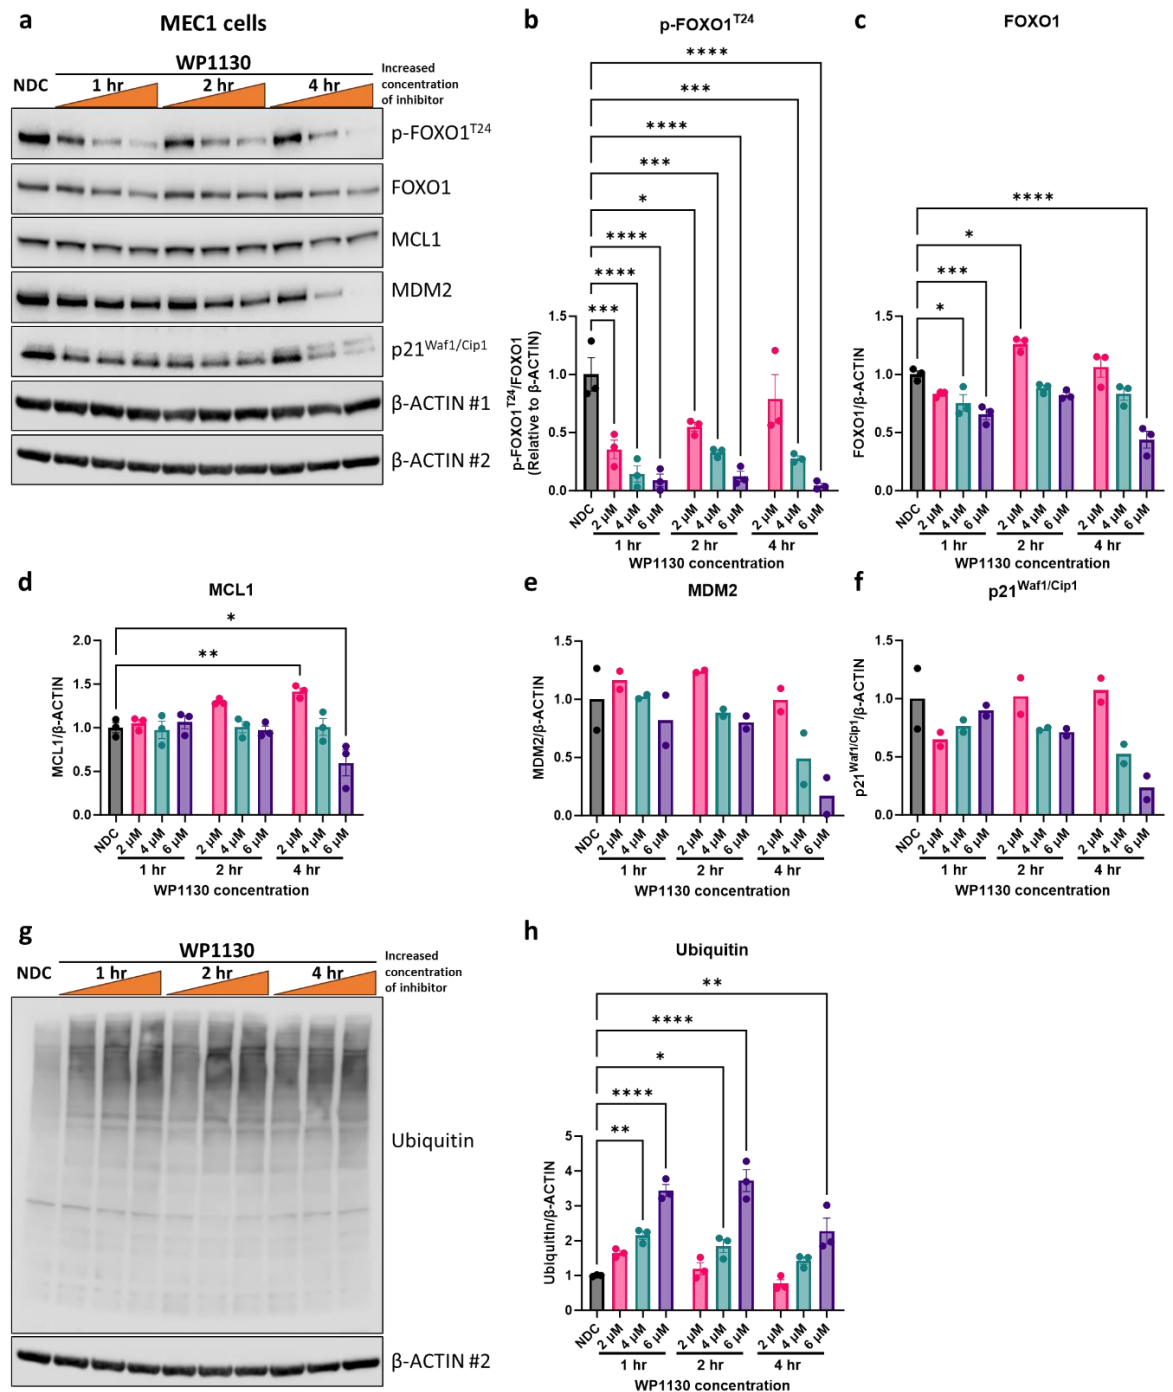 a
MEC1 cells
WP1130
NDC
1 hr
2 hr
4 hr
Increased
concentration
of inhibitor
p-FOXO1T24
FOXO1
MCL1
MDM2
p21Waf1/Cip1
β-ACTIN #1
β-ACTIN #2
b
p-FOXO1T24
****
***
****
***
*
****
****
***
p-FOXO1T24/FOXO1
(Relative to β-ACTIN)
1.5
1.0
0.5
0.0
NDC
2 µM
4 µM
6 µM
2 µM
4 µM
6 µM
2 µM
4 µM
6 µM
1 hr
2 hr
4 hr
WP1130 concentration
c
FOXO1
****
*
***
*
FOXO1/β-ACTIN
1.5
1.0
0.5
0.0
NDC
2 µM
4 µM
6 µM
2 µM
4 µM
6 µM
2 µM
4 µM
6 µM
1 hr
2 hr
4 hr
WP1130 concentration
d
MCL1
*
**
MCL1/β-ACTIN
2.0
1.5
1.0
0.5
0.0
NDC
2 µM
4 µM
6 µM
2 µM
4 µM
6 µM
2 µM
4 µM
6 µM
1 hr
2 hr
4 hr
WP1130 concentration
e
MDM2
MDM2/β-ACTIN
1.5
1.0
0.5
0.0
NDC
2 µM
4 µM
6 µM
2 µM
4 µM
6 µM
2 µM
4 µM
6 µM
1 hr
2 hr
4 hr
WP1130 concentration
f
p21Waf1/Cip1
p21Waf1/Cip1/β-ACTIN
1.5
1.0
0.5
0.0
NDC
2 µM
4 µM
6 µM
2 µM
4 µM
6 µM
2 µM
4 µM
6 µM
1 hr
2 hr
4 hr
WP1130 concentration
g
WP1130
NDC
1 hr
2 hr
4 hr
Increased
concentration
of inhibitor
Ubiquitin
β-ACTIN #2
h
Ubiquitin
**
****
*
****
**
Ubiquitin/β-ACTIN
5
4
3
2
1
0
NDC
2 µM
4 µM
6 µM
2 µM
4 µM
6 µM
2 µM
4 µM
6 µM
1 hr
2 hr
4 hr
WP1130 concentration